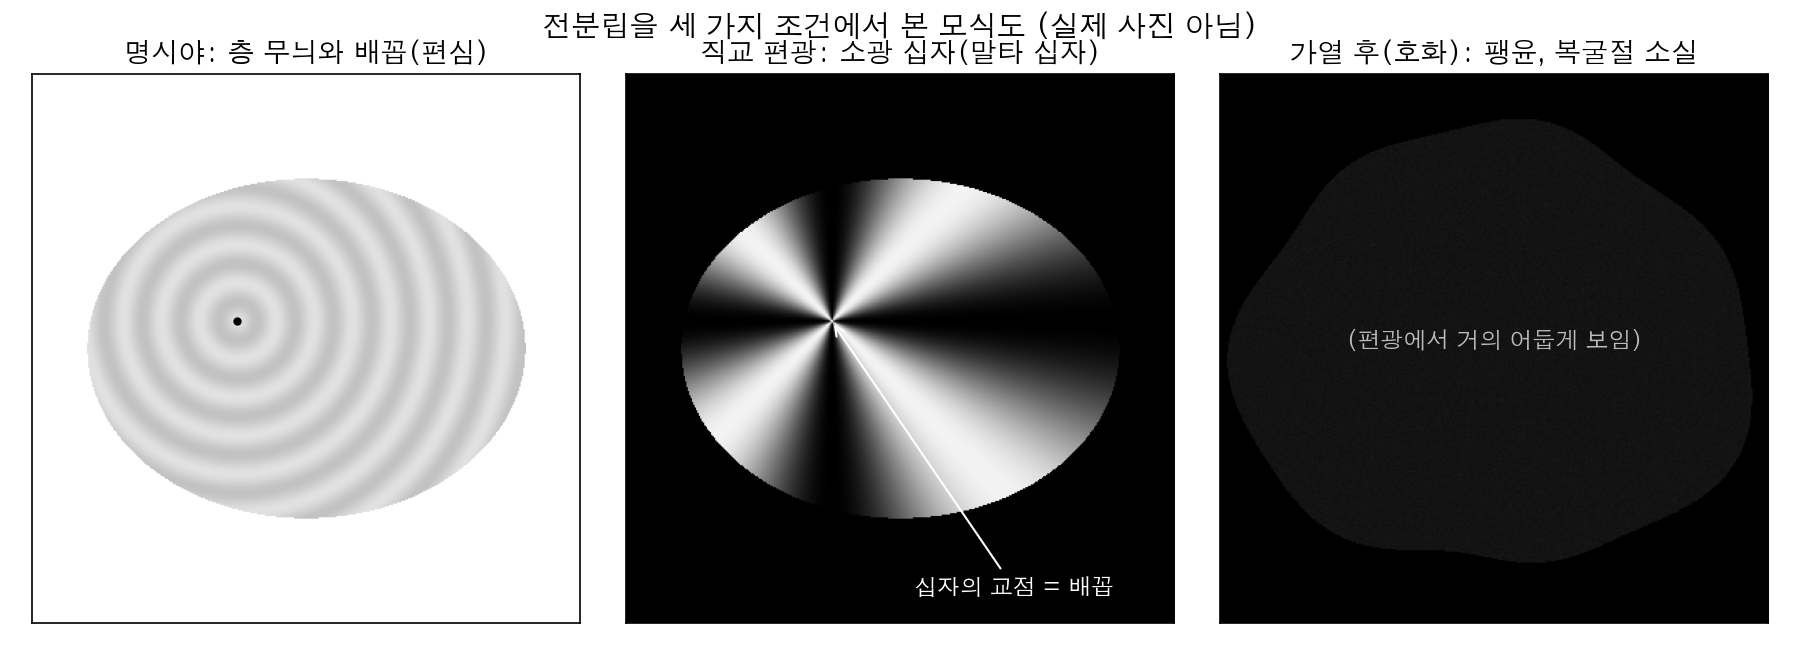 전분립을 세 가지 조건에서 본 모식도 (실제 사진 아님)
명시야: 층 무늬와 배꼽(편심)
직교 편광: 소광 십자(말타 십자)
가열 후(호화): 팽윤, 복굴절 소실
(편광에서 거의 어둡게 보임)
십자의 교점 = 배꼽